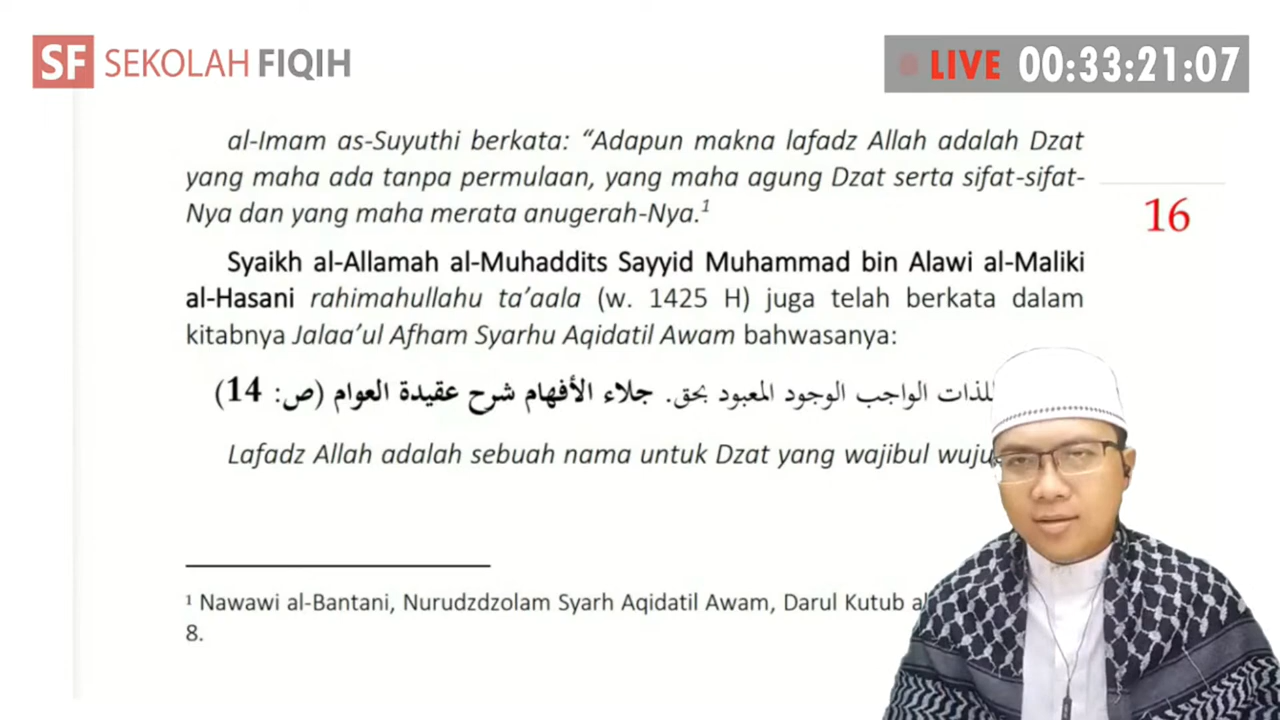 SF SEKOLAH FIQIH
LIVE 00:33:21:07
al-Imam as-Suyuthi berkata: “Adapun makna lafadz Allah adalah Dzat
yang maha ada tanpa permulaan, yang maha agung Dzat serta sifat-sifat-
Nya dan yang maha merata anugerah-Nya.¹
16
Syaikh al-Allamah al-Muhaddits Sayyid Muhammad bin Alawi al-Maliki
al-Hasani rahimahullahu ta’aala (w. 1425 H) juga telah berkata dalam
kitabnya Jalaa’ul Afham Syarhu Aqidatil Awam bahwasanya:
للذات الواجب الوجود المعبود بحق. جلاء الأفهام شرح عقيدة العوام (ص: 14)
Lafadz Allah adalah sebuah nama untuk Dzat yang wajibul
¹ Nawawi al-Bantani, Nurudzdzolam Syarh Aqidatil Awam, Darul Kutub
8.